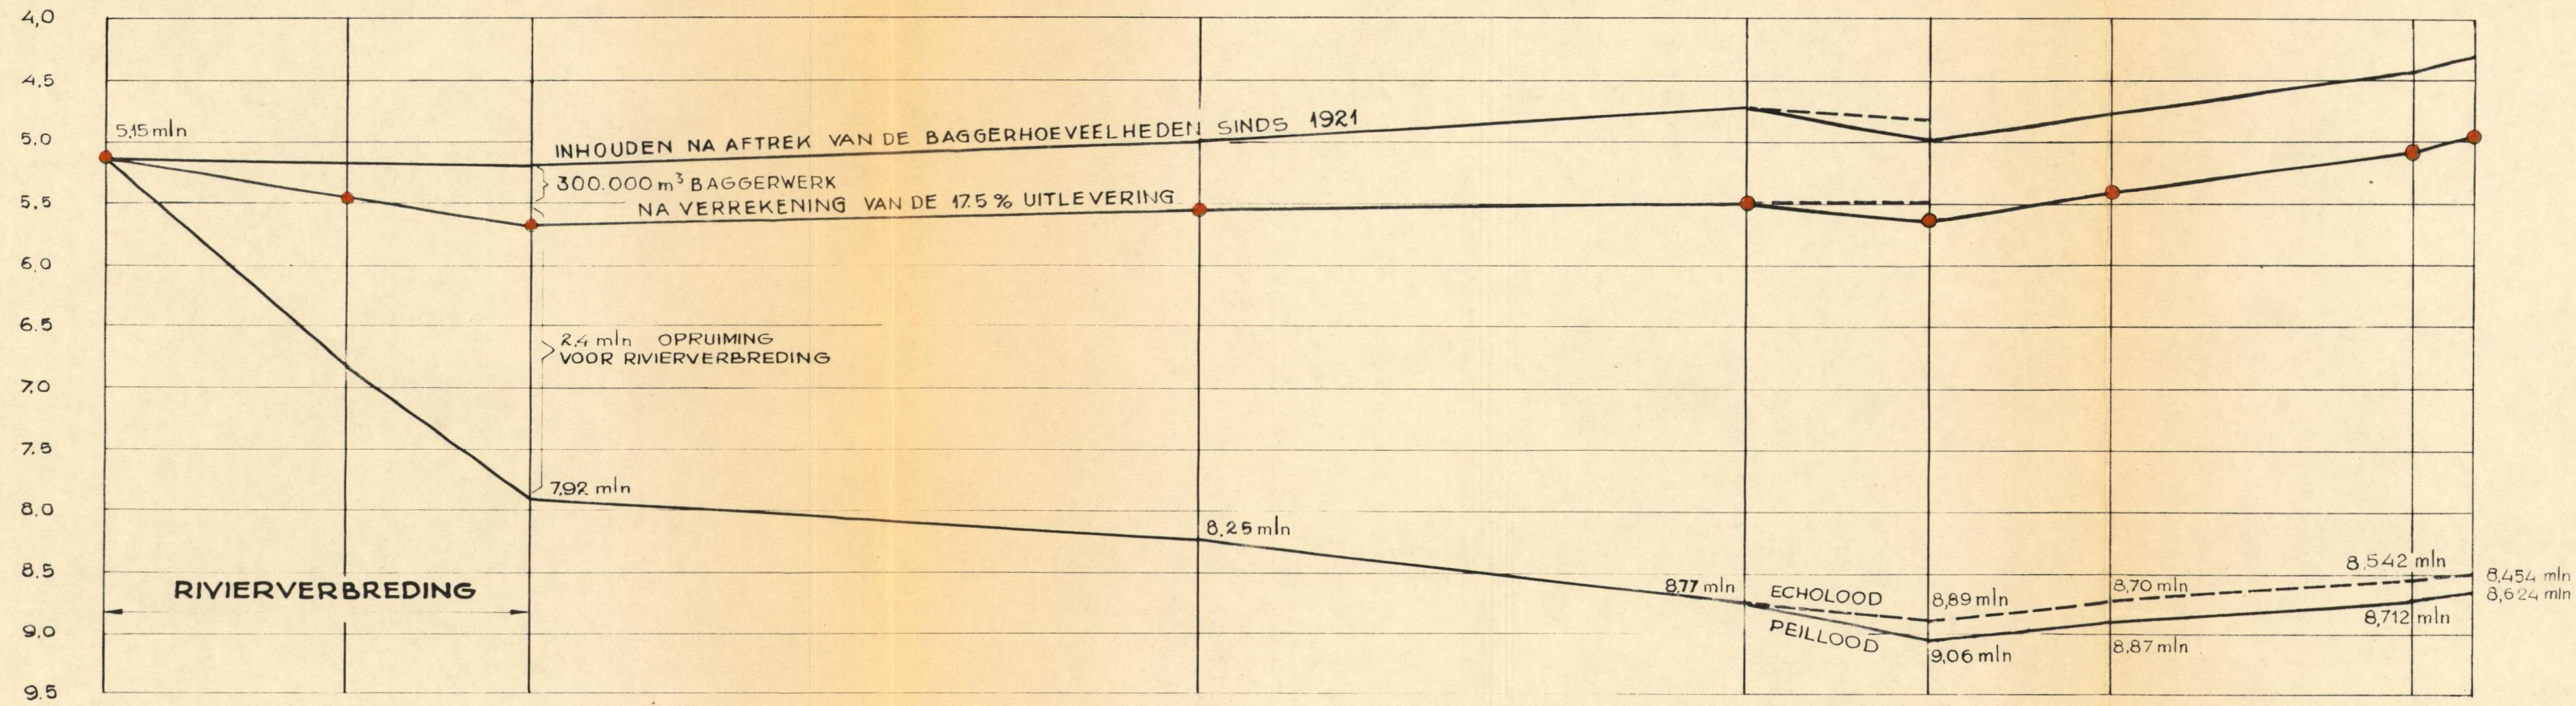 4,0
4.5
5.0
5.5
6,0
6.5
7.0
7.5
8.0
8.5
9.0
9.5
5,15 mln
INHOUDEN NA AFTREK VAN DE BAGGERHOEVEELHEDEN SINDS 1921
300.000 m³ BAGGERWERK
NA VERREKENING VAN DE 17.5 % UITLEVERING
2,4 mln OPRUIMING
VOOR RIVIERVERBREDING
7,92 mln
8,25 mln
RIVIERVERBREDING
8.77 mln
ECHOLOOD
PEILLOOD
8,89 mln
9,06 mln
8,70 mln
8,87 mln
8,542 mln
8,712 mln
8,454 mln
8,624 mln